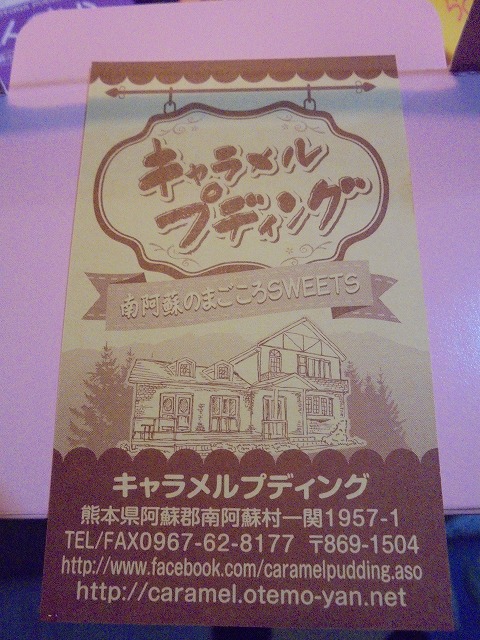 キャラメル
プディング
南阿蘇のまごころSWEETS
キャラメルプディング
熊本県阿蘇郡南阿蘇村一関1957-1
TEL/FAX0967-62-8177 〒869-1504
http://www.facebook.com/caramelpudding.aso
http://caramel.otemo-yan.net